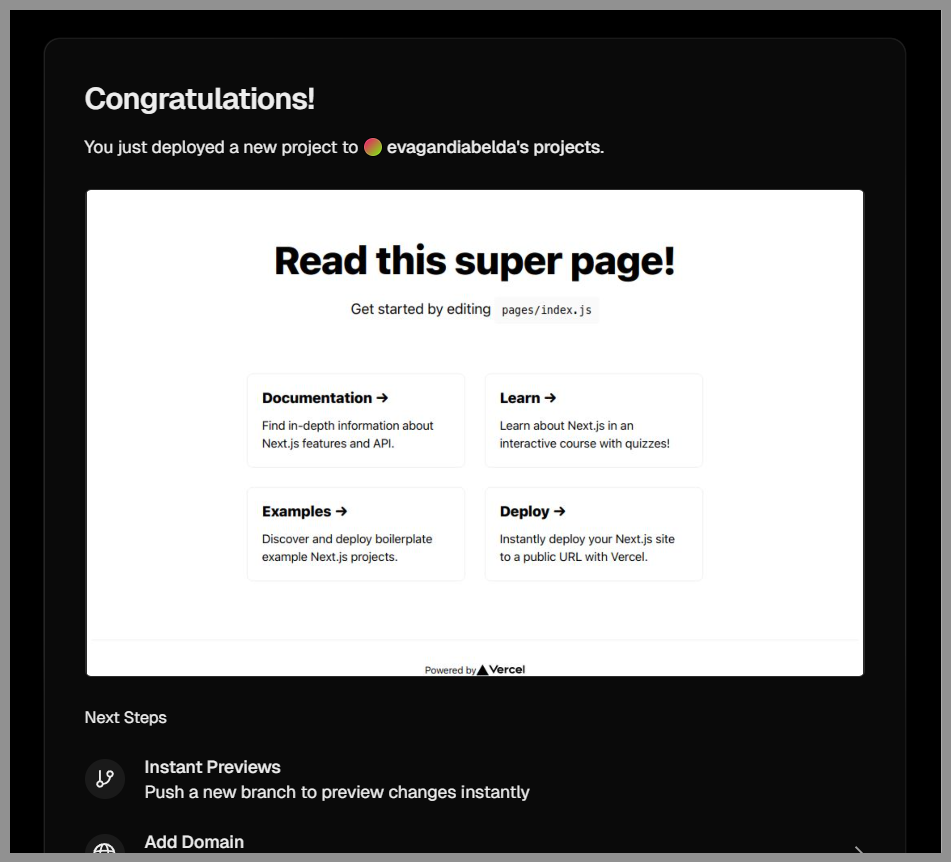 Congratulations!
You just deployed a new project to evagandiabelda's projects.
Read this super page!
Get started by editing pages/index.js
Documentation →
Find in-depth information about
Next.js features and API.
Learn →
Learn about Next.js in an
interactive course with quizzes!
Examples →
Discover and deploy boilerplate
example Next.js projects.
Deploy →
Instantly deploy your Next.js site
to a public URL with Vercel.
Powered by Vercel
Next Steps
Instant Previews
Push a new branch to preview changes instantly
Add Domain